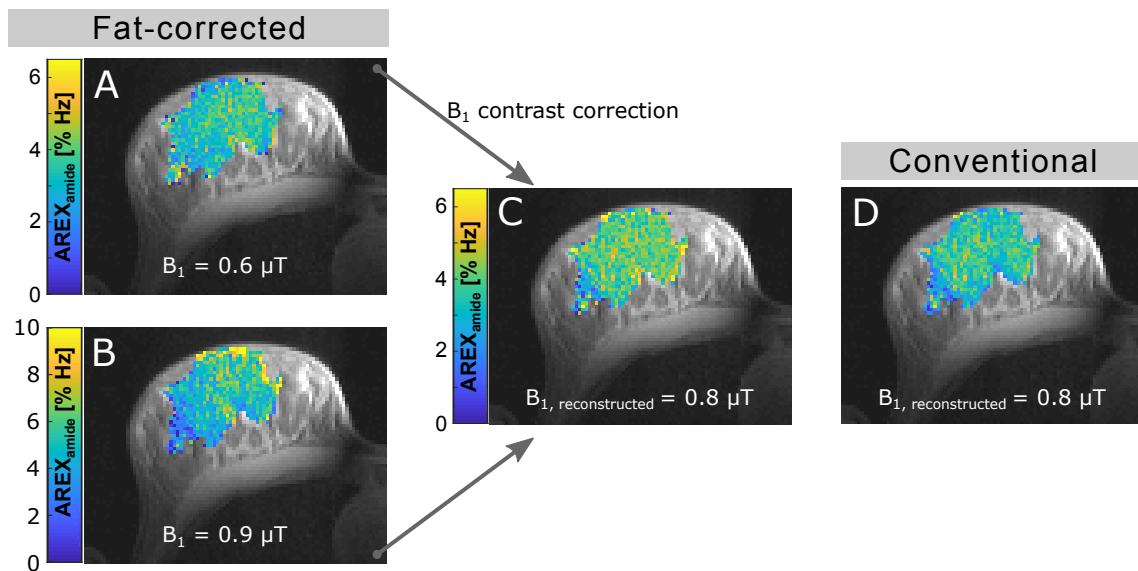 Fat-corrected
A
6
4
2
0
AREXamide [% Hz]
B1 = 0.6 µT
B1 contrast correction
B
10
8
6
4
2
0
AREXamide [% Hz]
B1 = 0.9 µT
C
6
4
2
0
AREXamide [% Hz]
B1, reconstructed = 0.8 µT
Conventional
D
B1, reconstructed = 0.8 µT